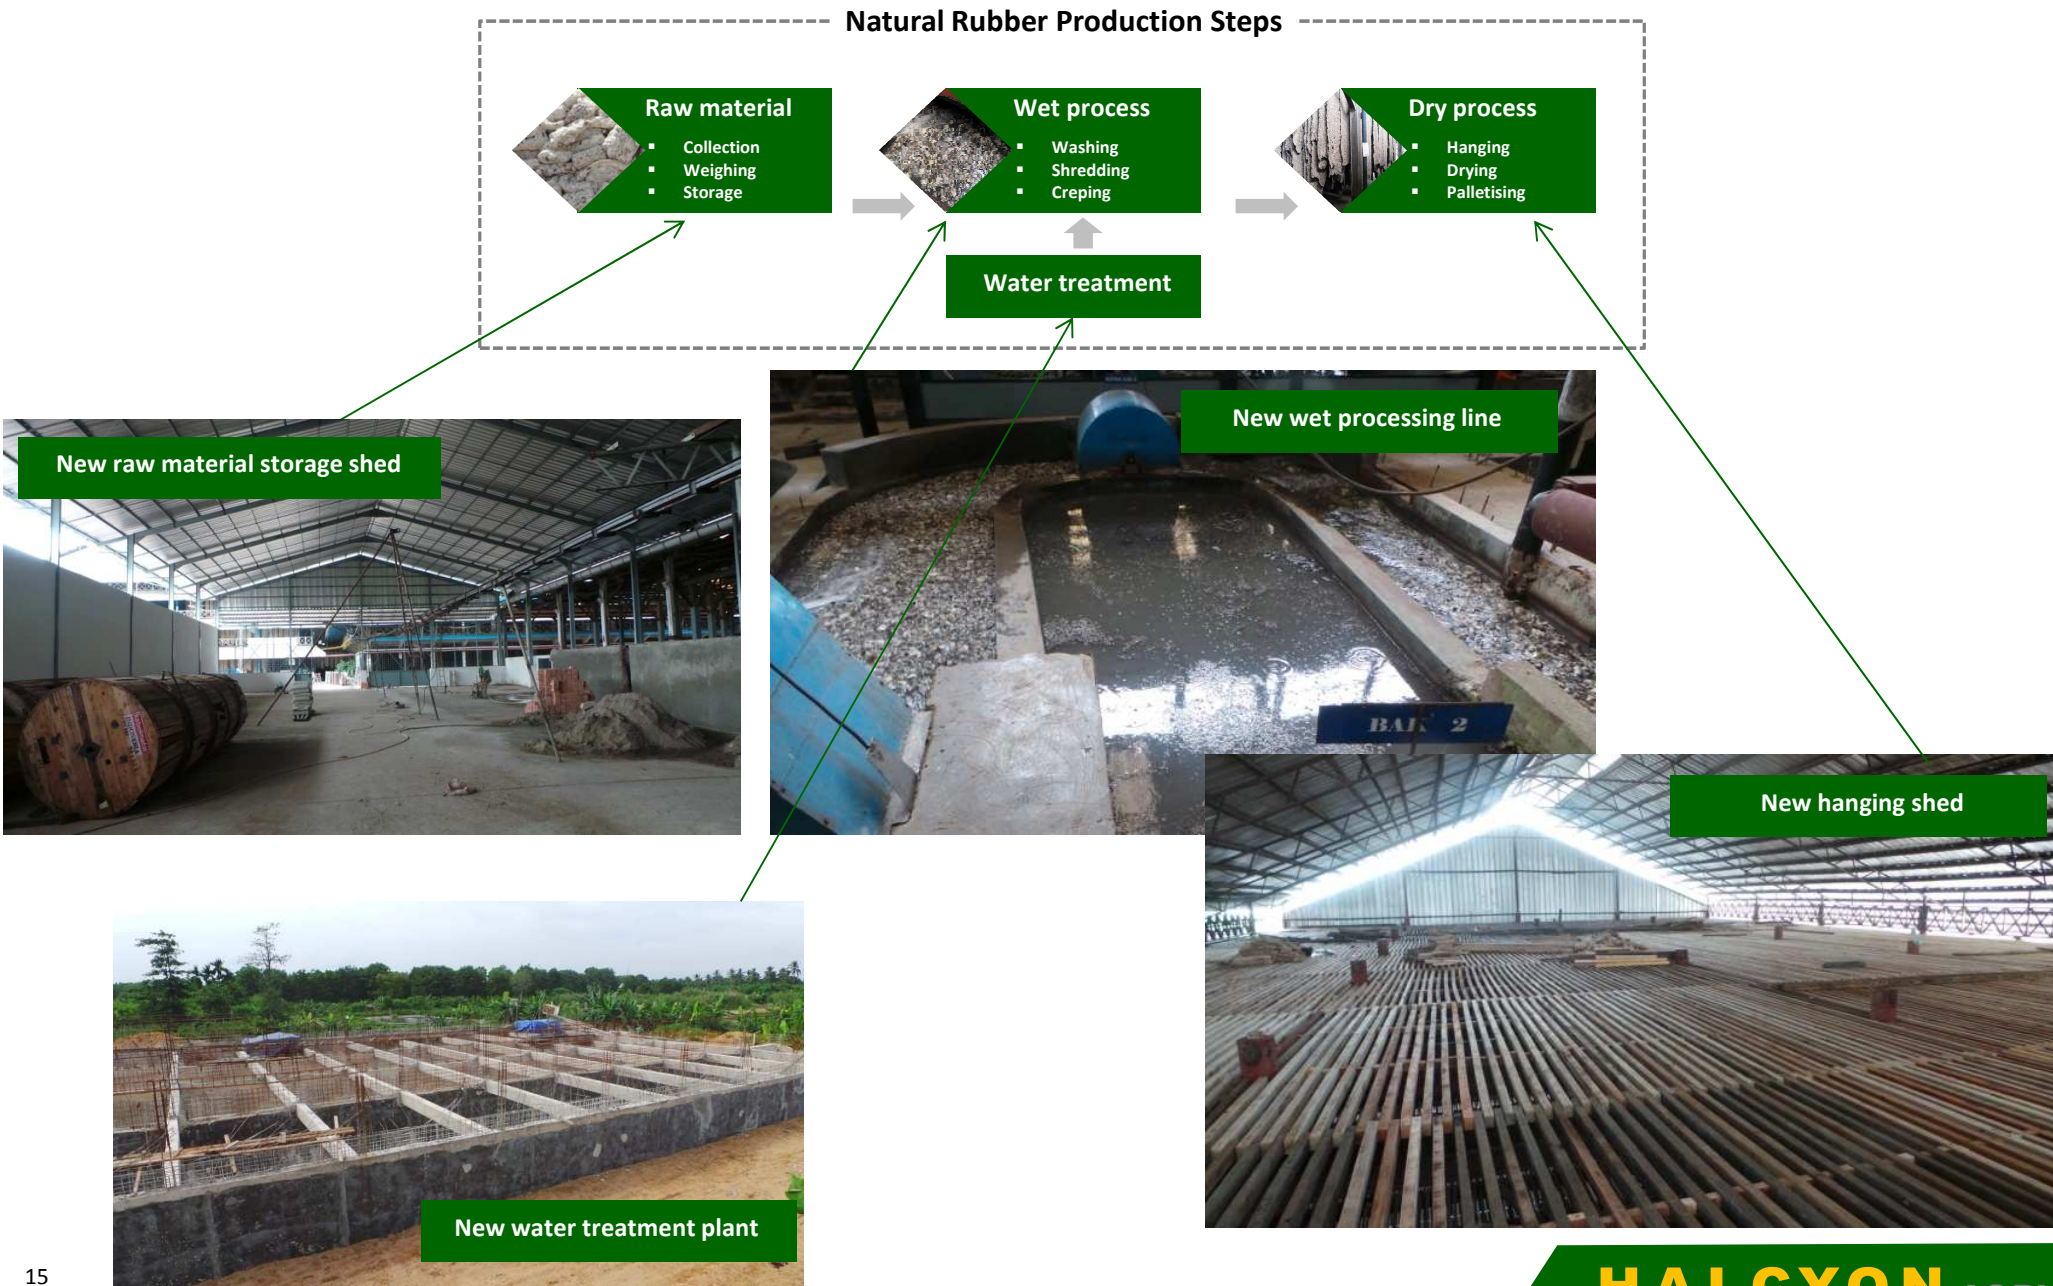 Natural Rubber Production Steps
Raw material
▪ Collection
▪ Weighing
▪ Storage
Wet process
▪ Washing
▪ Shredding
▪ Creping
Dry process
▪ Hanging
▪ Drying
▪ Palletising
Water treatment
New raw material storage shed
New wet processing line
BAK 2
New hanging shed
New water treatment plant
15
HALCYON